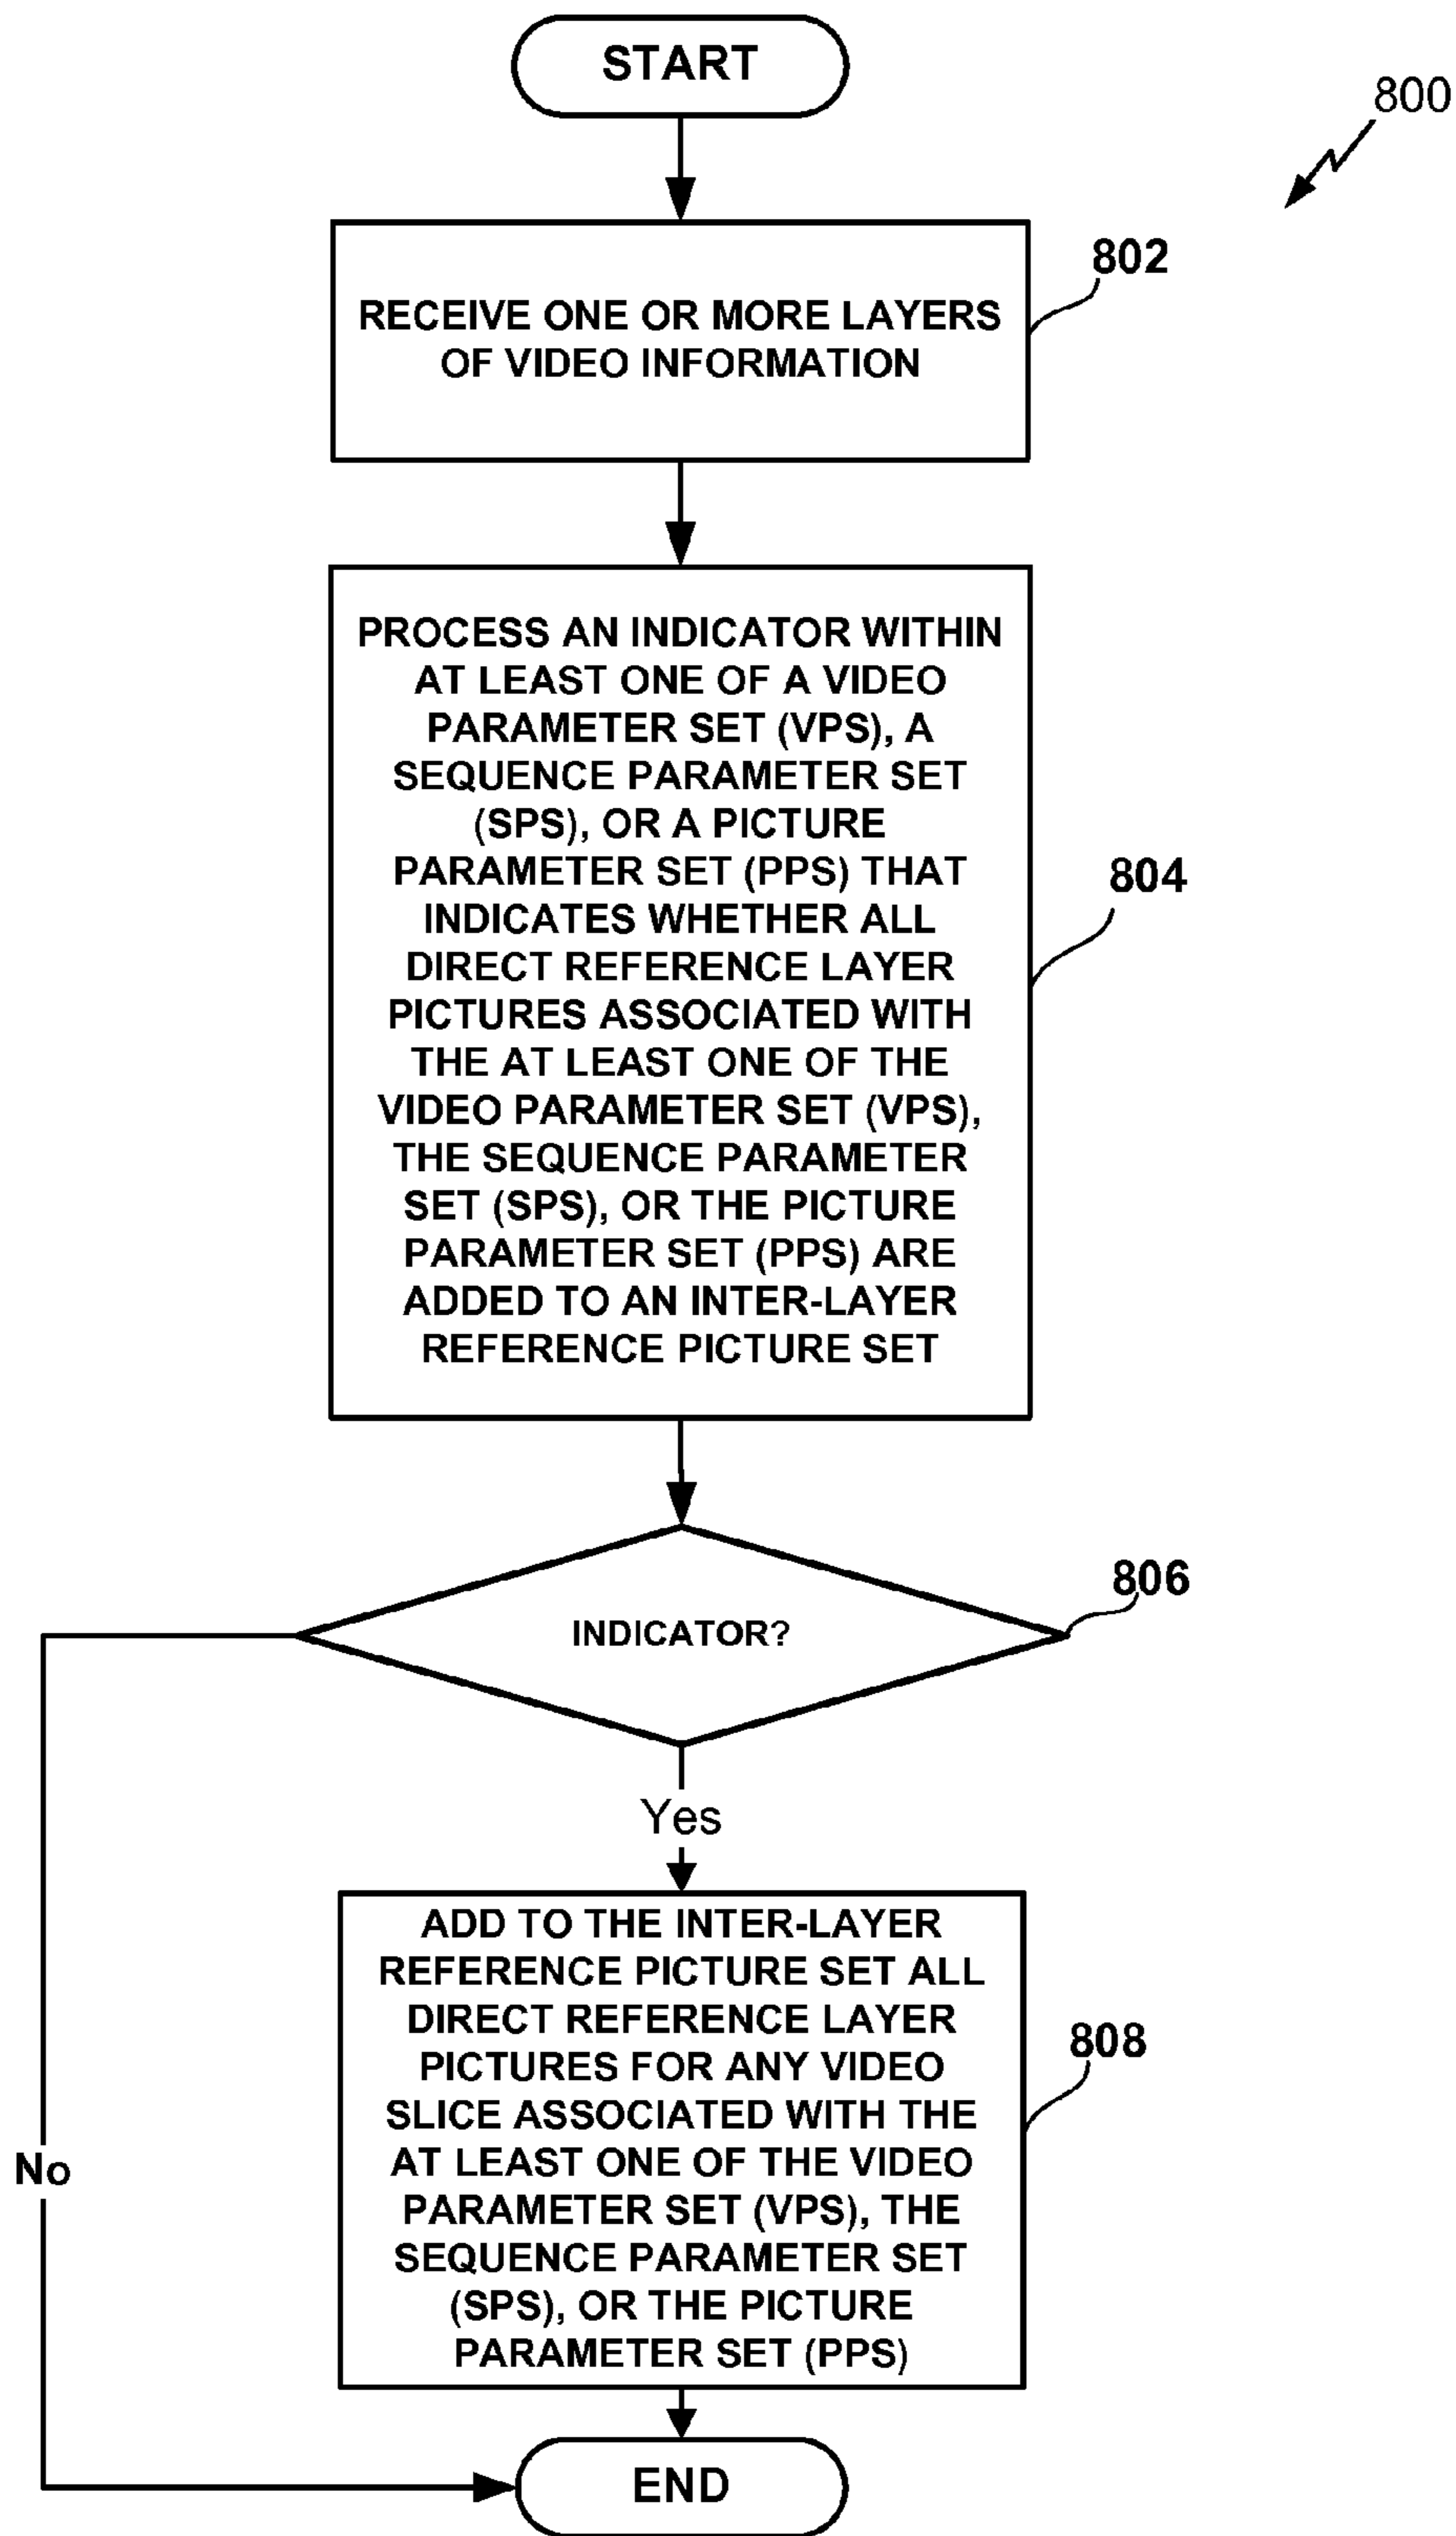 START
800
802
RECEIVE ONE OR MORE LAYERS
OF VIDEO INFORMATION
PROCESS AN INDICATOR WITHIN
AT LEAST ONE OF A VIDEO
PARAMETER SET (VPS), A
SEQUENCE PARAMETER SET
(SPS), OR A PICTURE
PARAMETER SET (PPS) THAT
INDICATES WHETHER ALL
DIRECT REFERENCE LAYER
PICTURES ASSOCIATED WITH
THE AT LEAST ONE OF THE
VIDEO PARAMETER SET (VPS),
THE SEQUENCE PARAMETER
SET (SPS), OR THE PICTURE
PARAMETER SET (PPS) ARE
ADDED TO AN INTER-LAYER
REFERENCE PICTURE SET
804
806
INDICATOR?
Yes
ADD TO THE INTER-LAYER
REFERENCE PICTURE SET ALL
DIRECT REFERENCE LAYER
PICTURES FOR ANY VIDEO
SLICE ASSOCIATED WITH THE
AT LEAST ONE OF THE VIDEO
PARAMETER SET (VPS), THE
SEQUENCE PARAMETER SET
(SPS), OR THE PICTURE
PARAMETER SET (PPS)
808
No
END